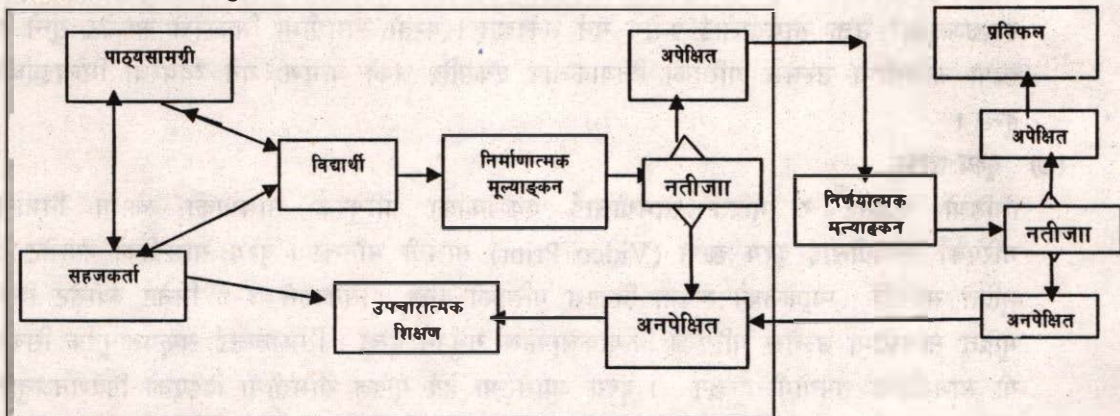 पाठ्यसामग्री
अपेक्षित
प्रतिफल
विद्यार्थी
निर्माणात्मक
मूल्याङ्कन
नतीजाा
अपेक्षित
निर्णयात्मक
मत्याङ्कन
नतीजाा
सहजकर्ता
उपचारात्मक
शिक्षण
अनपेक्षित
अनपेक्षित